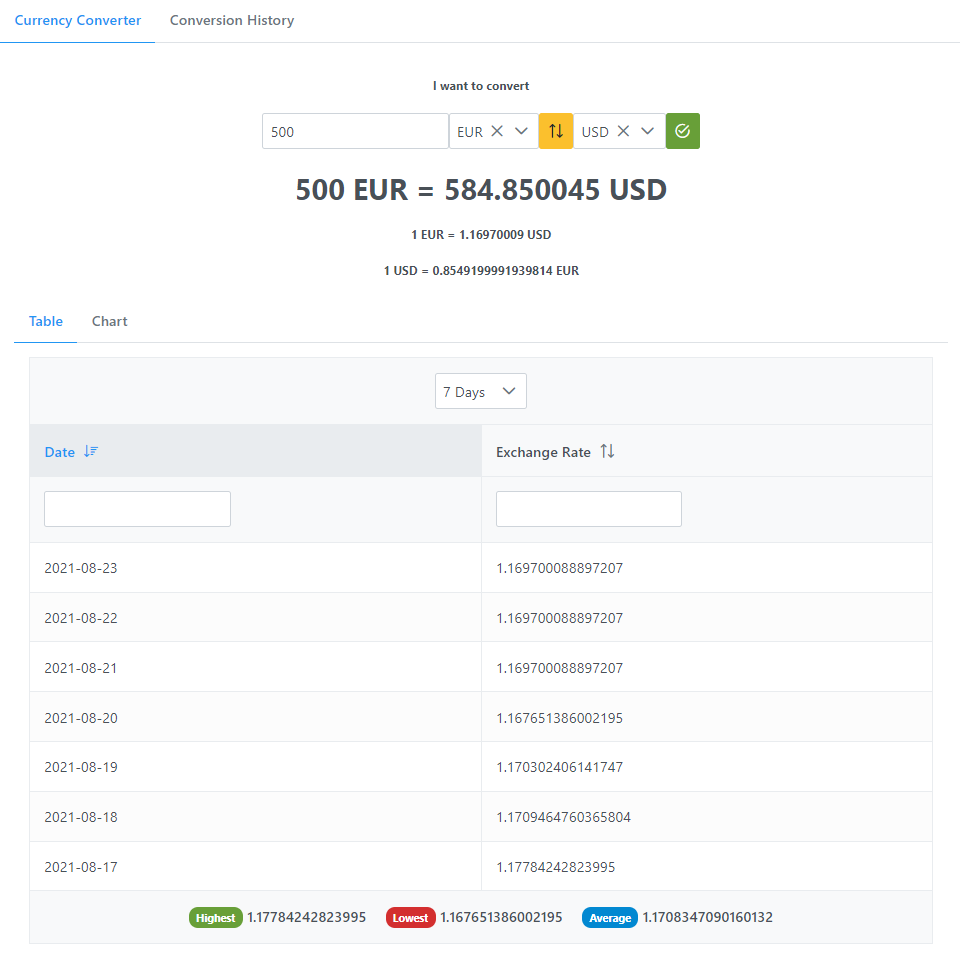 Currency Converter Conversion History
I want to convert
500 EUR USD
500 EUR = 584.850045 USD
1 EUR = 1.16970009 USD
1 USD = 0.8549199991939814 EUR
Table Chart
7 Days
Date Exchange Rate
2021-08-23 1.169700088897207
2021-08-22 1.169700088897207
2021-08-21 1.169700088897207
2021-08-20 1.167651386002195
2021-08-19 1.170302406141747
2021-08-18 1.1709464760365804
2021-08-17 1.17784242823995
Highest 1.17784242823995 Lowest 1.167651386002195 Average 1.1708347090160132